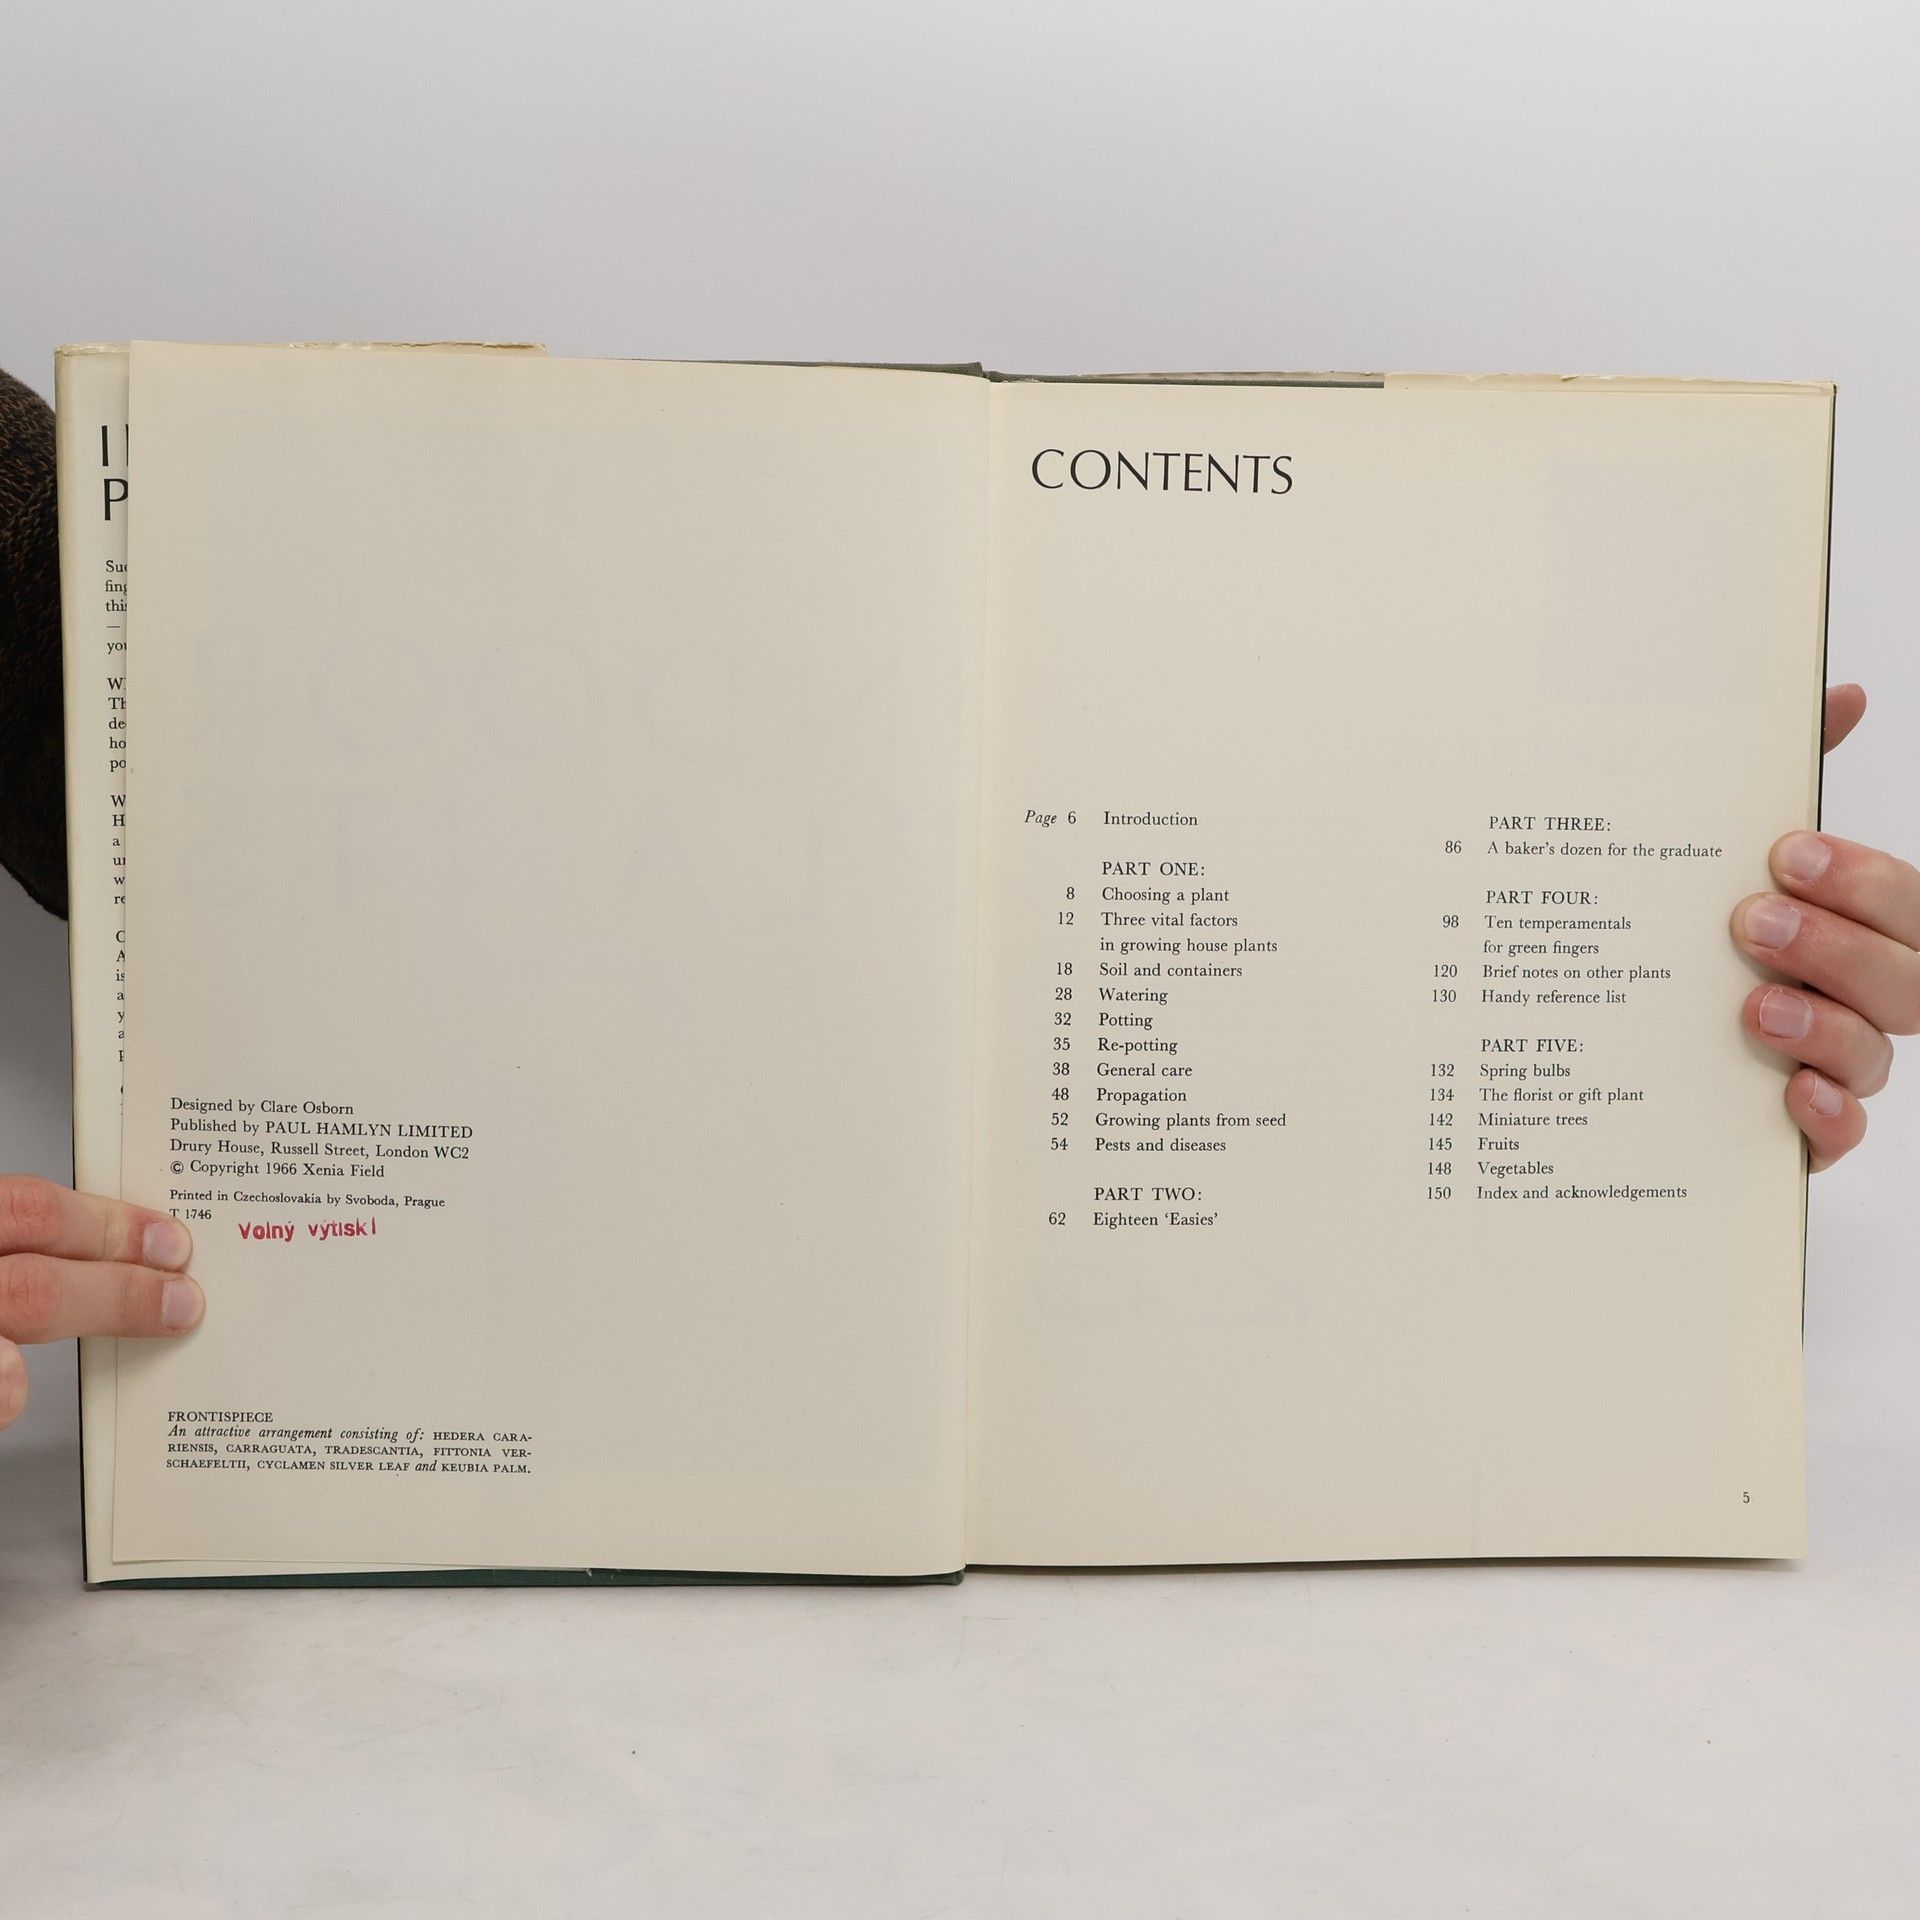 Designed by Clare Osborn
Published by PAUL HAMLYN LIMITED
Drury House, Russell Street, London WC2
© Copyright 1966 Xenia Field
Printed in Czechoslovakia by Svoboda, Prague
T 1746
Volný výtisk
FRONTISPIECE
An attractive arrangement consisting of: HEDERA CARA-
RIENSIS, CARRAGUATA, TRADESCANTIA, FITTONIA VER-
SCHAEFELTII, CYCLAMEN SILVER LEAF and KEUBIA PALM.
CONTENTS
Page 6 Introduction
PART ONE:
8 Choosing a plant
12 Three vital factors
in growing house plants
18 Soil and containers
28 Watering
32 Potting
35 Re-potting
38 General care
48 Propagation
52 Growing plants from seed
54 Pests and diseases
PART TWO:
62 Eighteen ‘Easies’
PART THREE:
86 A baker's dozen for the graduate
PART FOUR:
98 Ten temperamentals
for green fingers
120 Brief notes on other plants
130 Handy reference list
PART FIVE:
132 Spring bulbs
134 The florist or gift plant
142 Miniature trees
145 Fruits
148 Vegetables
150 Index and acknowledgements
5